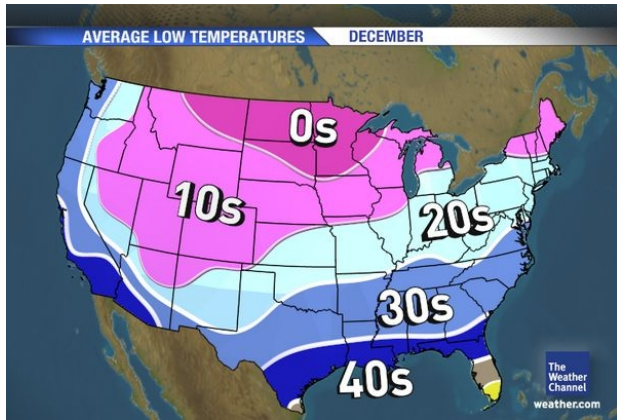 AVERAGE LOW TEMPERATURES DECEMBER
0s
10s
20s
30s
40s
The
Weather
Channel
weather.com